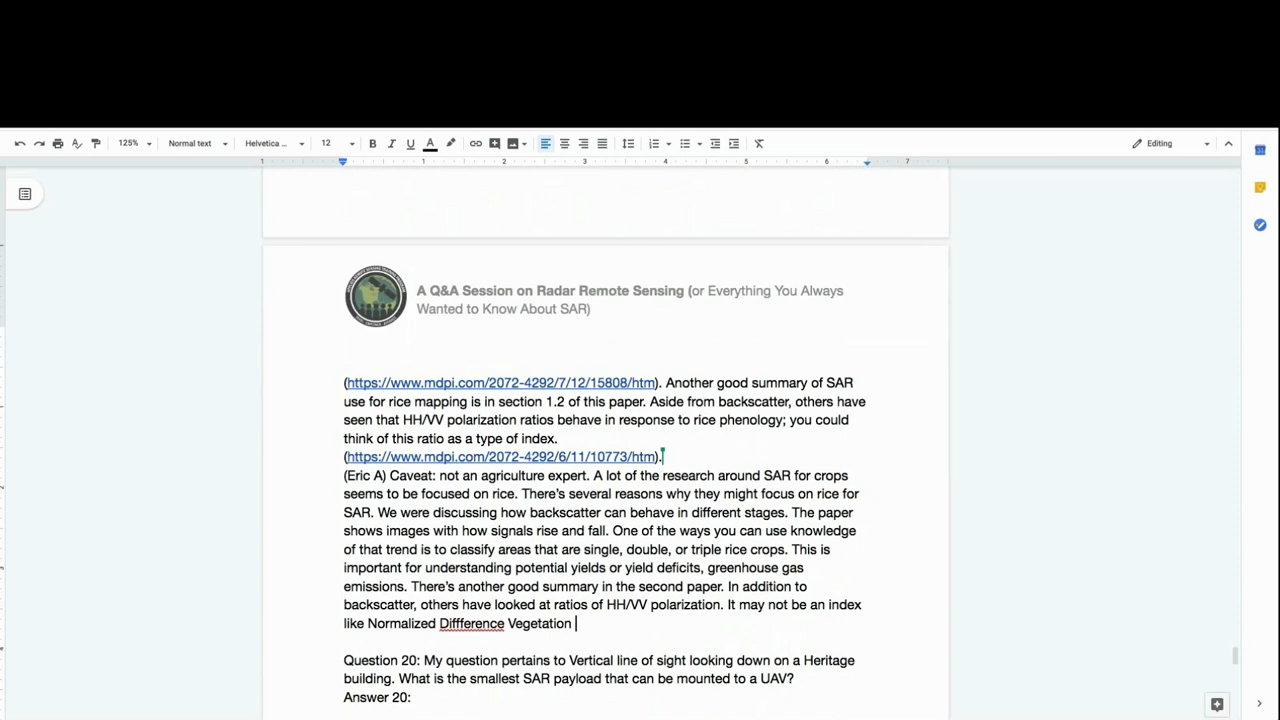 125% Normal text Helvetica ... 12 B I U A Editing
1 1 2 3 4 5 6 7
A Q&A Session on Radar Remote Sensing (or Everything You Always
Wanted to Know About SAR)
(https://www.mdpi.com/2072-4292/7/12/15808/htm). Another good summary of SAR
use for rice mapping is in section 1.2 of this paper. Aside from backscatter, others have
seen that HH/VV polarization ratios behave in response to rice phenology; you could
think of this ratio as a type of index.
(https://www.mdpi.com/2072-4292/6/11/10773/htm).
(Eric A) Caveat: not an agriculture expert. A lot of the research around SAR for crops
seems to be focused on rice. There's several reasons why they might focus on rice for
SAR. We were discussing how backscatter can behave in different stages. The paper
shows images with how signals rise and fall. One of the ways you can use knowledge
of that trend is to classify areas that are single, double, or triple rice crops. This is
important for understanding potential yields or yield deficits, greenhouse gas
emissions. There's another good summary in the second paper. In addition to
backscatter, others have looked at ratios of HH/VV polarization. It may not be an index
like Normalized Diffference Vegetation
Question 20: My question pertains to Vertical line of sight looking down on a Heritage
building. What is the smallest SAR payload that can be mounted to a UAV?
Answer 20: